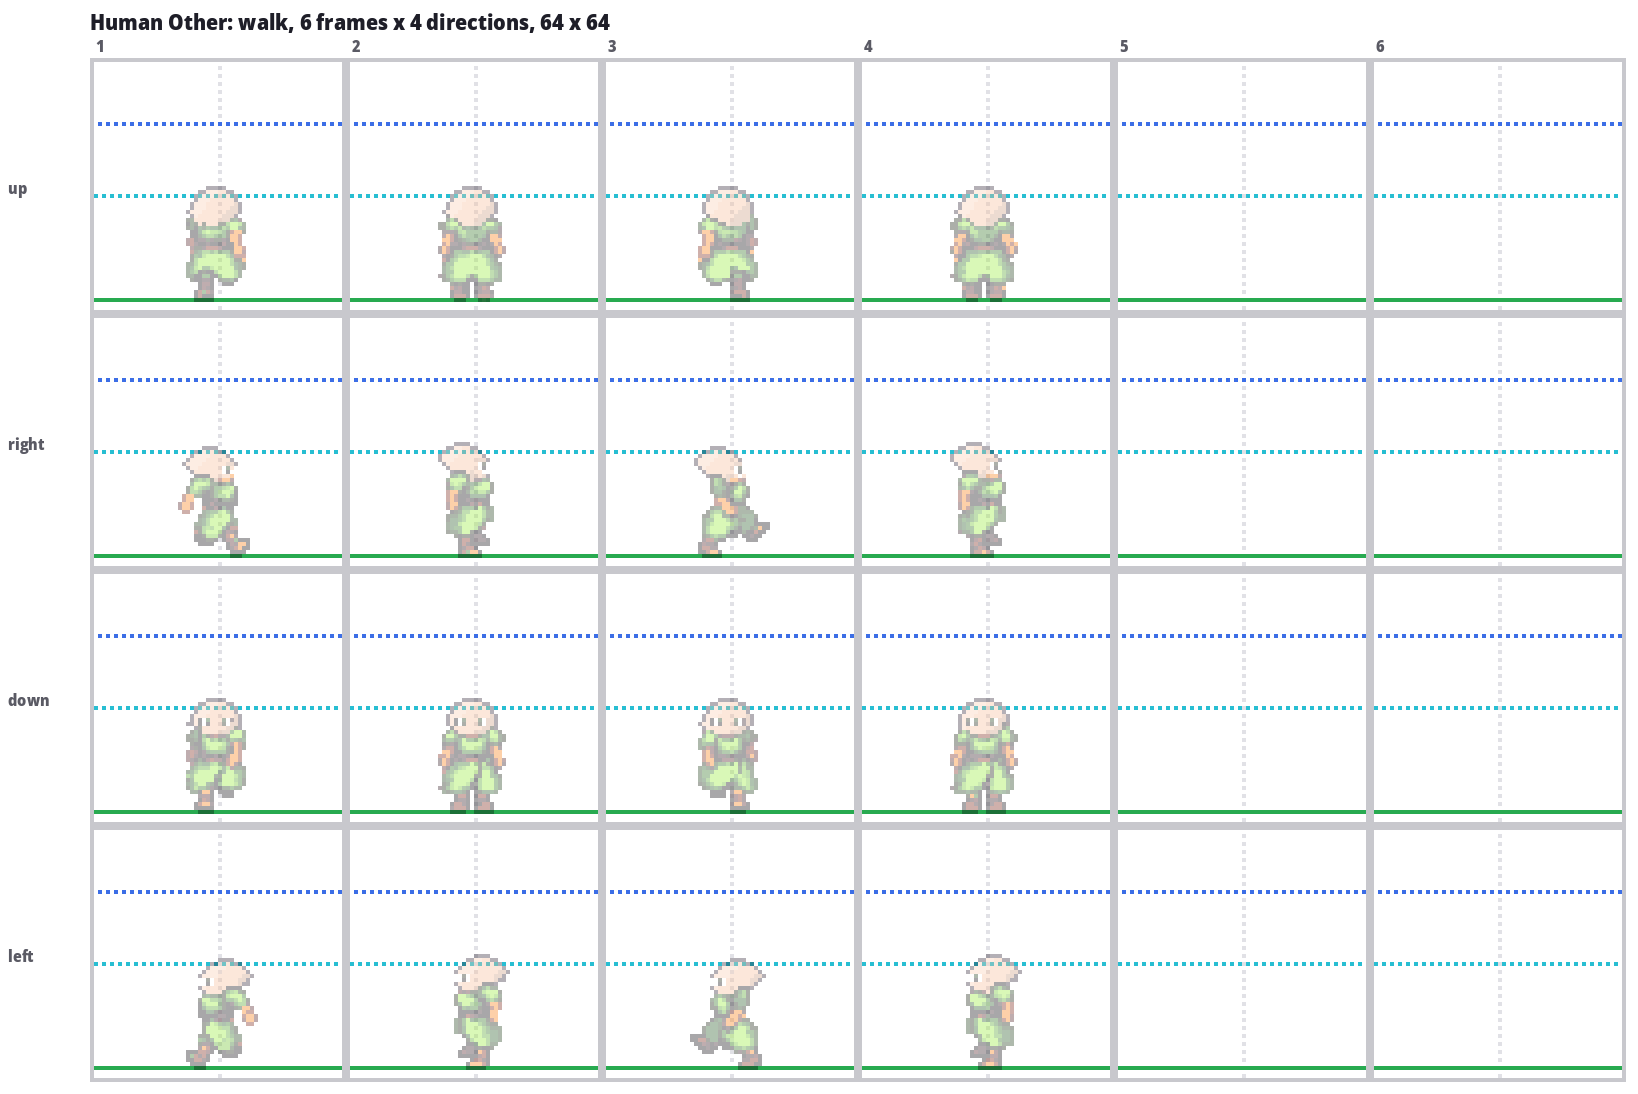 Human Other: walk, 6 frames x 4 directions, 64 x 64
1 2 3 4 5 6
up
right
down
left